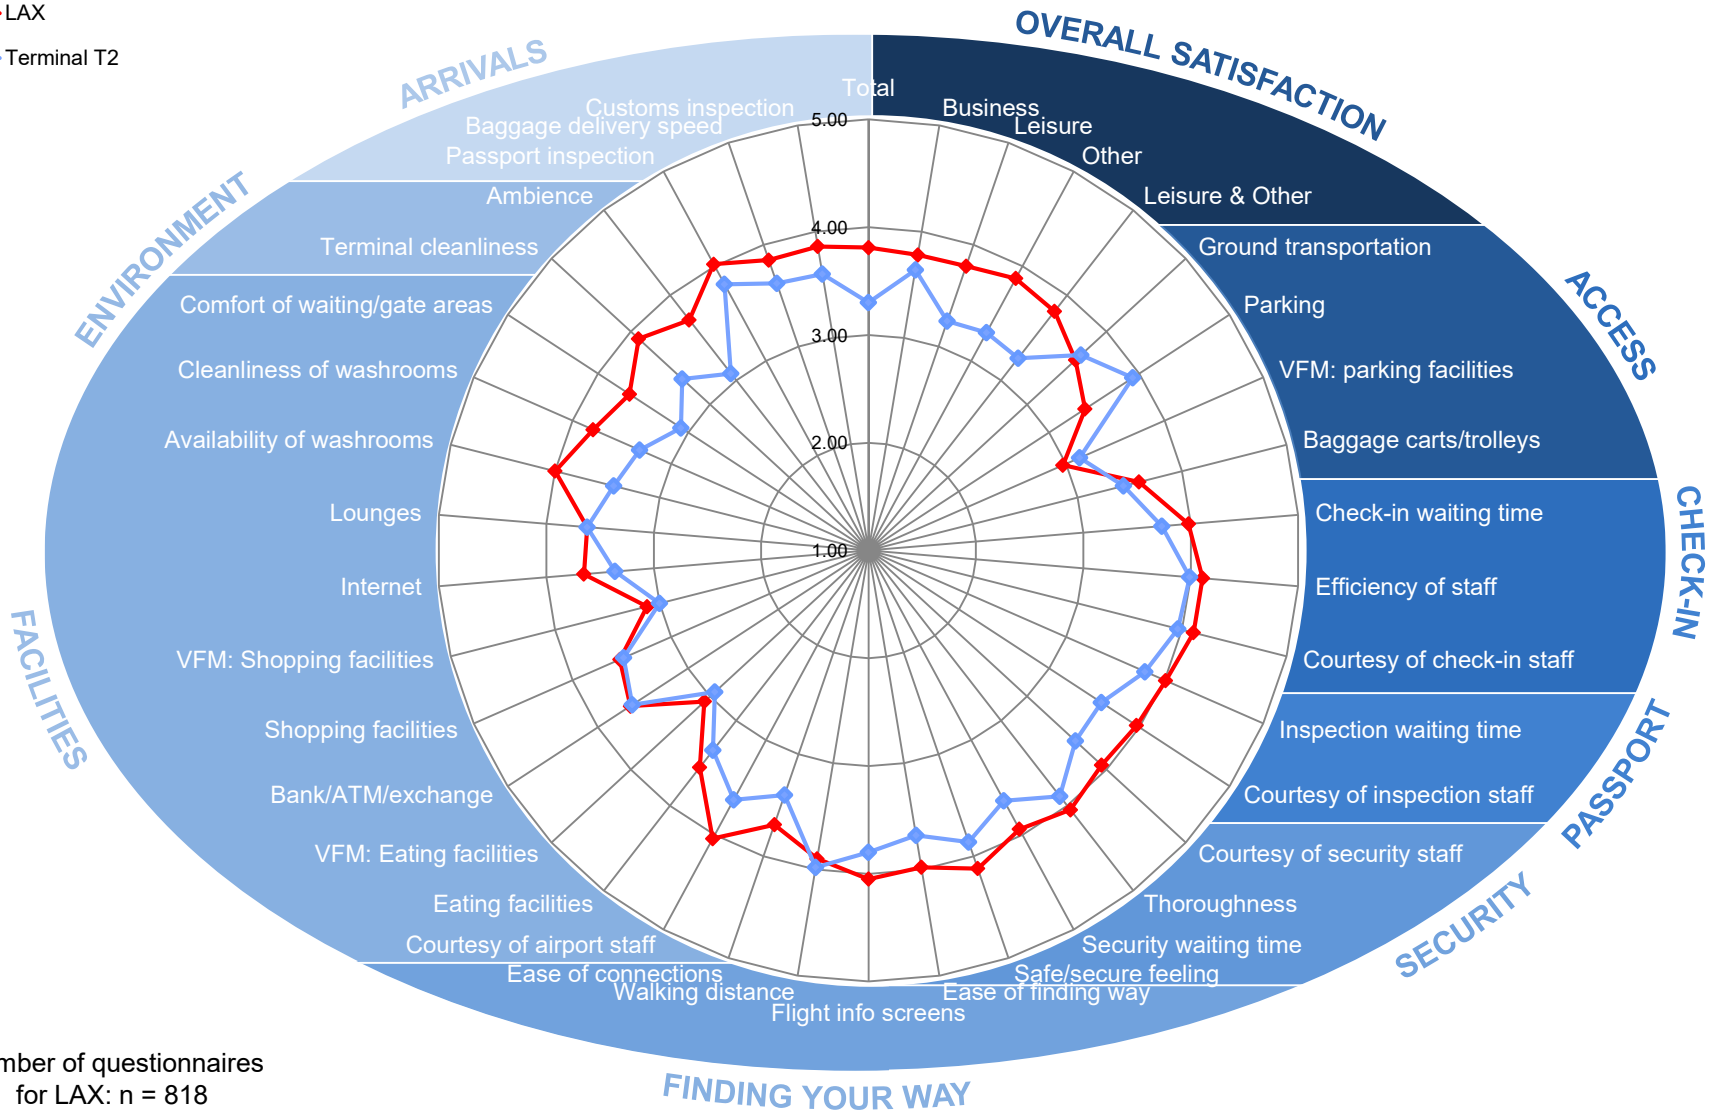 LAX
Terminal T2
OVERALL SATISFACTION
Total
Business
Leisure
Other
Leisure & Other
ACCESS
Ground transportation
Parking
VFM: parking facilities
Baggage carts/trolleys
CHECK-IN
Check-in waiting time
Efficiency of staff
Courtesy of check-in staff
PASSPORT
Inspection waiting time
Courtesy of inspection staff
SECURITY
Courtesy of security staff
Thoroughness
Security waiting time
Safe/secure feeling
FINDING YOUR WAY
Ease of finding way
Flight info screens
Walking distance
Ease of connections
FACILITIES
Courtesy of airport staff
Eating facilities
VFM: Eating facilities
Bank/ATM/exchange
Shopping facilities
VFM: Shopping facilities
Internet
Lounges
Availability of washrooms
Cleanliness of washrooms
Comfort of waiting/gate areas
ENVIRONMENT
Terminal cleanliness
Ambience
ARRIVALS
Passport inspection
Baggage delivery speed
Customs inspection
5.00
4.00
3.00
2.00
1.00
mber of questionnaires
for LAX: n = 818